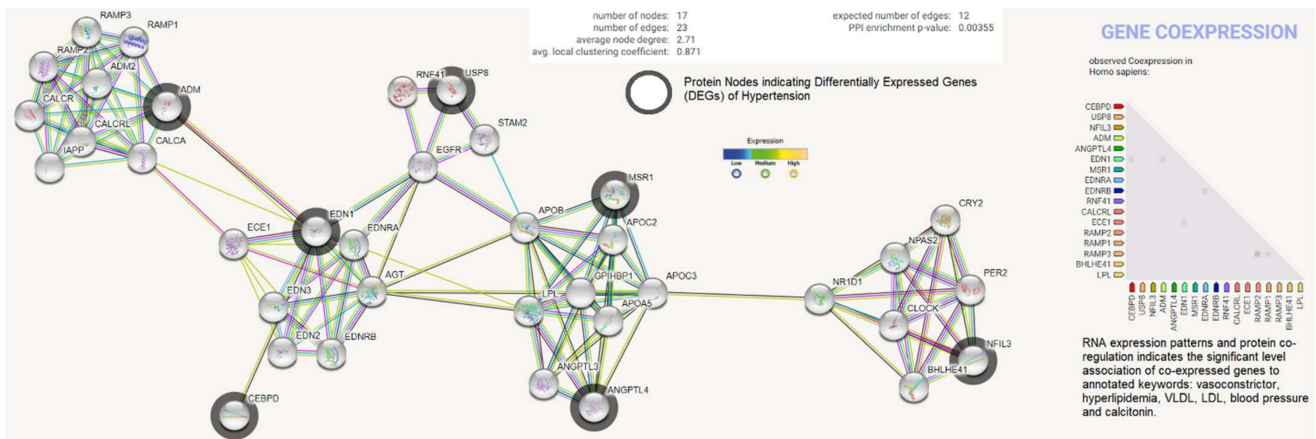 number of nodes: 17
number of edges: 23
average node degree: 2.71
avg. local clustering coefficient: 0.871
expected number of edges: 12
PPI enrichment p-value: 0.00355
Protein Nodes indicating Differentially Expressed Genes
(DEGs) of Hypertension
Expression
Low
Medium
High
RAMP3
RAMP1
RAMP2
ADM2
ADM
CALCR
CALCRL
CALCA
IAPP
RNF41
USP8
STAM2
EGFR
MSR1
ECE1
EDN1
EDNRA
AGT
EDN3
EDN2
EDNRB
CEBPD
APOB
APOC2
GPIHBP1
APOC3
LPL
APOA5
ANGPTL3
ANGPTL4
CRY2
NPAS2
PER2
NR1D1
CLOCK
NFIL3
BHLHE41
GENE COEXPRESSION
observed Coexpression in
Homo sapiens:
CEBPD
USP8
NFIL3
ADM
ANGPTL4
EDN1
MSR1
EDNRA
EDNRB
RNF41
CALCRL
ECE1
RAMP2
RAMP1
RAMP3
BHLHE41
LPL
CEBPD
USP8
NFIL3
ADM
ANGPTL4
EDN1
MSR1
EDNRA
EDNRB
RNF41
CALCRL
ECE1
RAMP2
RAMP1
RAMP3
BHLHE41
LPL
RNA expression patterns and protein co-
regulation indicates the significant level
association of co-expressed genes to
annotated keywords: vasoconstrictor,
hyperlipidemia, VLDL, LDL, blood pressure
and calcitonin.